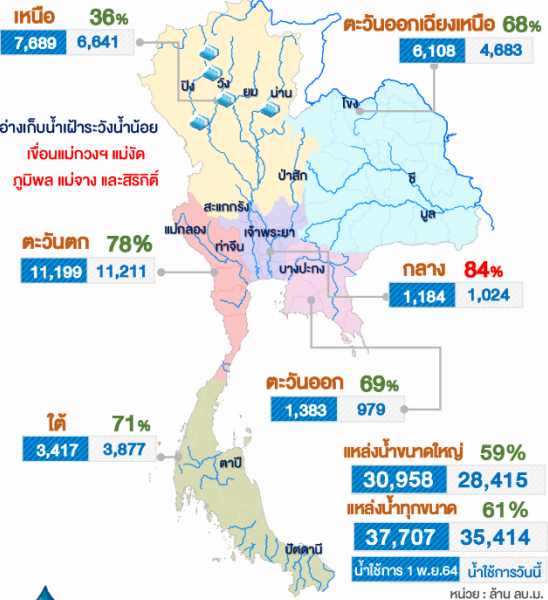 เหนือ 36%
7,689 6,641
ตะวันออกเฉียงเหนือ 68%
6,108 4,683
ปิง
วัง
ยม
น่าน
โขง
อ่างเก็บน้ำเฝ้าระวังน้ำน้อย
เขื่อนแม่กวงฯ แม่งัด
ภูมิพล แม่จาง และสิริกิติ์
ป่าสัก
ชี
มูล
สะแกกรัง
แม่กลอง
ท่าจีน
เจ้าพระยา
บางปะกง
ตะวันตก 78%
11,199 11,211
กลาง 84%
1,184 1,024
ตะวันออก 69%
1,383 979
ใต้ 71%
3,417 3,877
ตาปี
ปัตตานี
แหล่งน้ำขนาดใหญ่ 59%
30,958 28,415
แหล่งน้ำทุกขนาด 61%
37,707 35,414
น้ำใช้การ 1 พ.ย.64 น้ำใช้การวันนี้
หน่วย : ล้าน ลบ.ม.